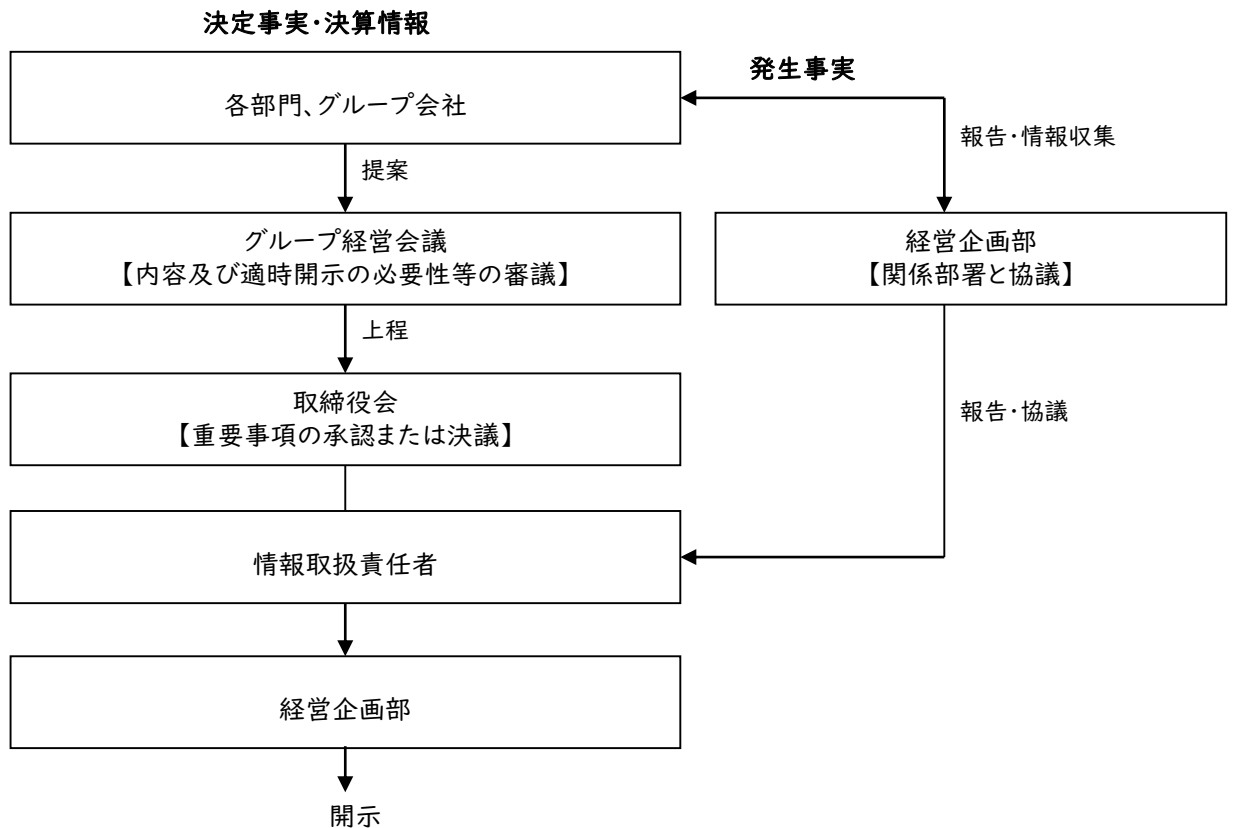 決定事実・決算情報
各部門、グループ会社
発生事実
報告・情報収集
提案
グループ経営会議
【内容及び適時開示の必要性等の審議】
経営企画部
【関係部署と協議】
上程
取締役会
【重要事項の承認または決議】
報告・協議
情報取扱責任者
経営企画部
開示